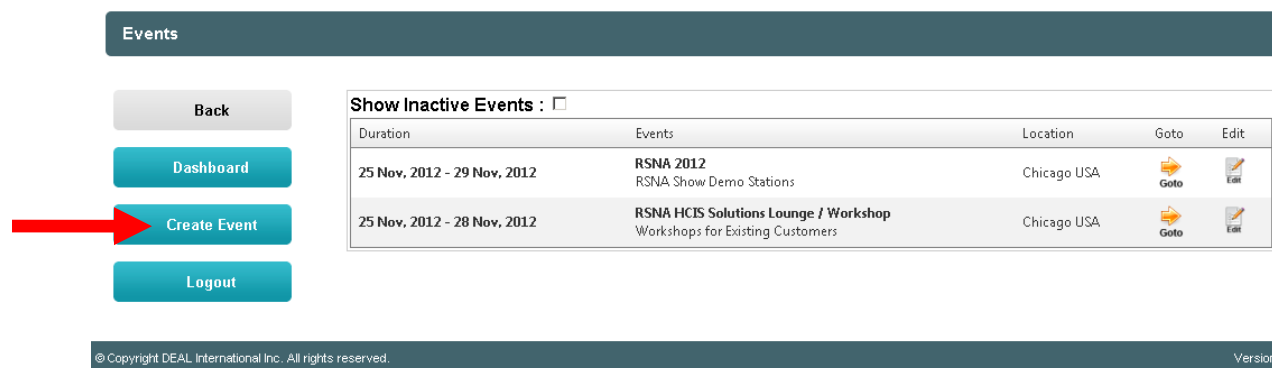 Events
Back
Dashboard
Create Event
Logout
Show Inactive Events :
Duration Events Location Goto Edit
25 Nov, 2012 - 29 Nov, 2012 RSNA 2012 Chicago USA Goto Edit
RSNA Show Demo Stations
25 Nov, 2012 - 28 Nov, 2012 RSNA HCIS Solutions Lounge / Workshop Chicago USA Goto Edit
Workshops for Existing Customers
© Copyright DEAL International Inc. All rights reserved. Version